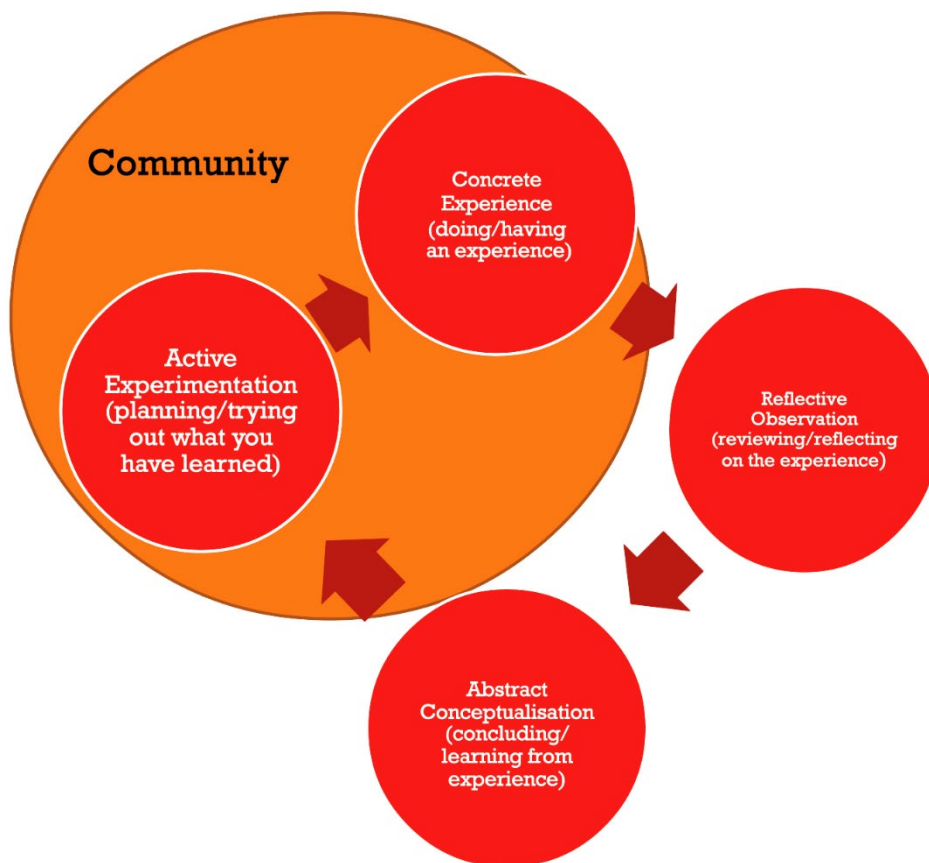 Community
Concrete
Experience
(doing/having
an experience)
Active
Experimentation
(planning/trying
out what you
have learned)
Reflective
Observation
(reviewing/reflecting
on the experience)
Abstract
Conceptualisation
(concluding/
learning from
experience)